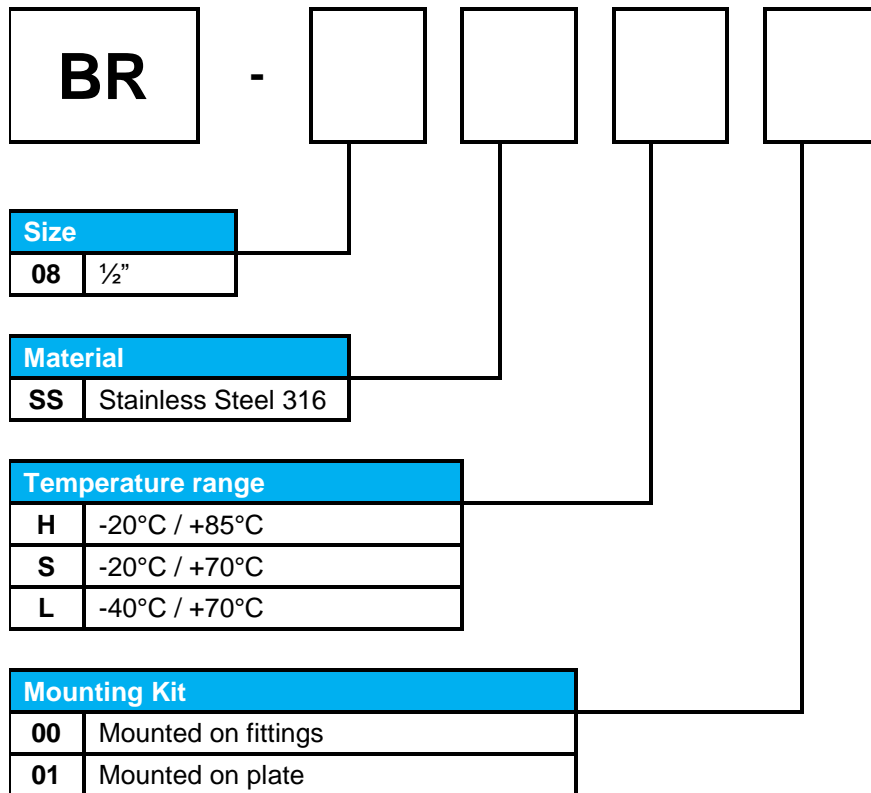 BR -
Size
08 ½”
Material
SS Stainless Steel 316
Temperature range
H -20°C / +85°C
S -20°C / +70°C
L -40°C / +70°C
Mounting Kit
00 Mounted on fittings
01 Mounted on plate